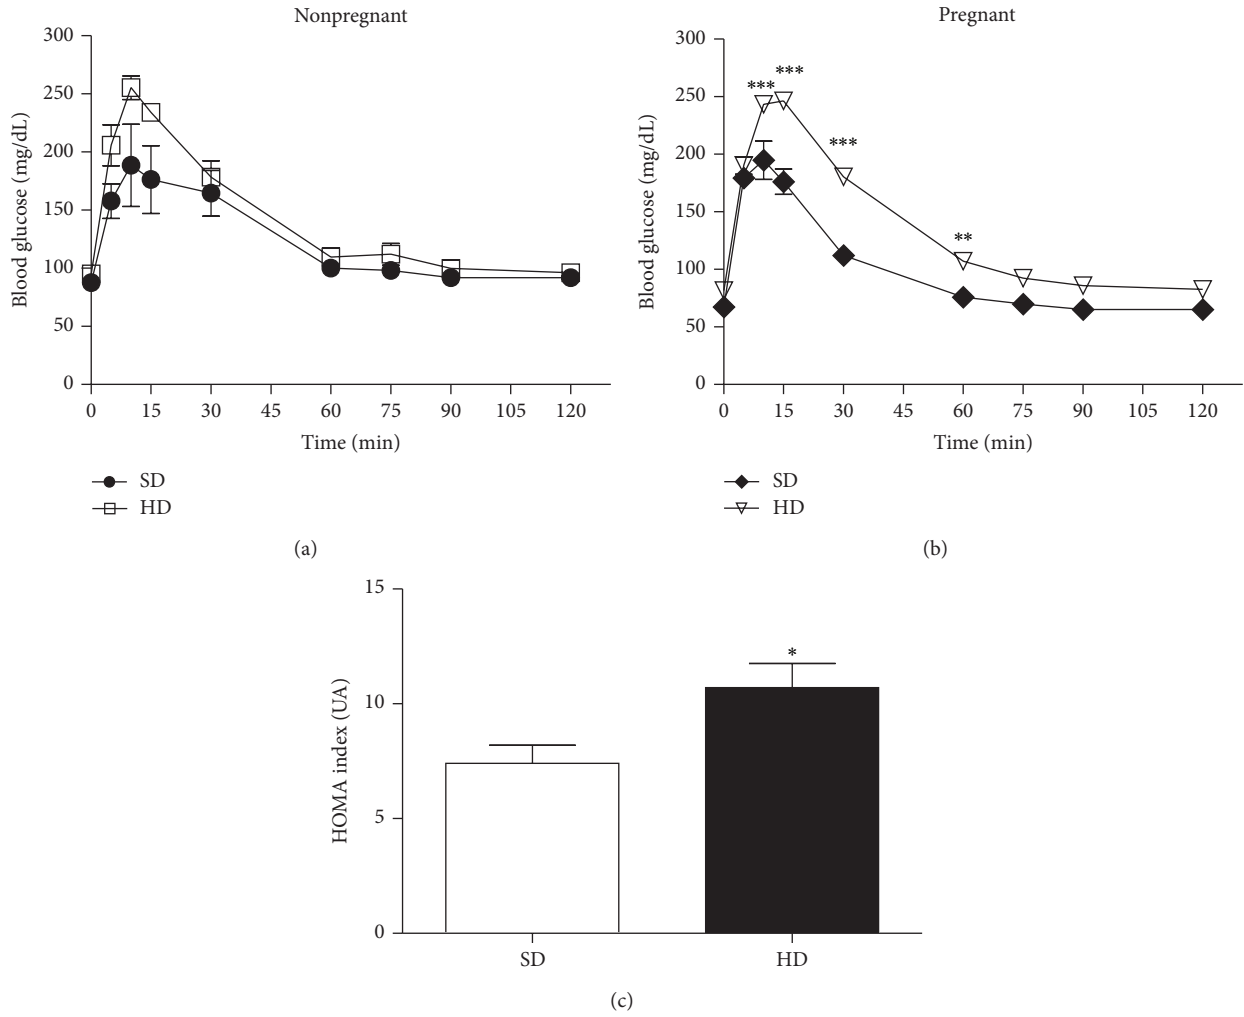 Nonpregnant
300
250
200
150
100
50
0
Blood glucose (mg/dL)
0 15 30 45 60 75 90 105 120
Time (min)
SD
HD
(a)
Pregnant
300
250
200
150
100
50
0
Blood glucose (mg/dL)
*** ***
***
**
0 15 30 45 60 75 90 105 120
Time (min)
SD
HD
(b)
15
10
5
0
HOMA index (UA)
*
SD HD
(c)